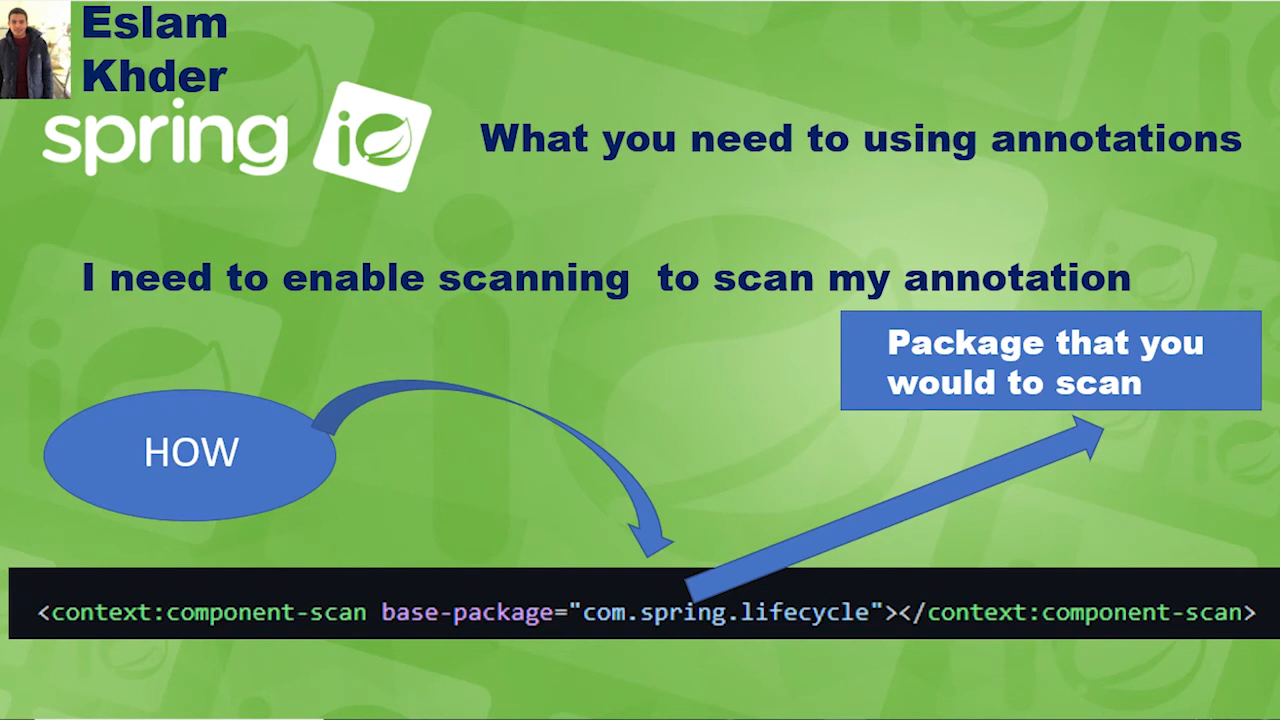 Eslam
Khder
spring
What you need to using annotations
I need to enable scanning  to scan my annotation
Package that you
would to scan
HOW
<context:component-scan base-package="com.spring.lifecycle"></context:component-scan>